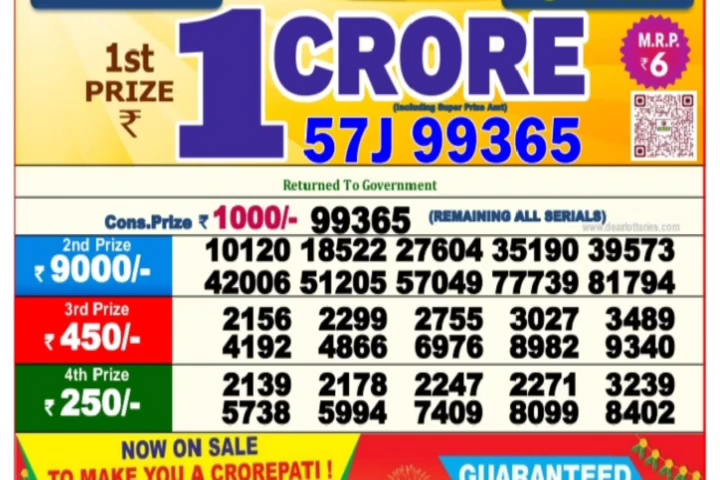 1st
PRIZE
₹
1 CRORE
(Including Super Prize Amt)
57J 99365
M.R.P.
₹6
Returned To Government
Cons.Prize ₹ 1000/- 99365 (REMAINING ALL SERIALS)
www.dearlotteries.com
2nd Prize
₹ 9000/-
10120 18522 27604 35190 39573
42006 51205 57049 77739 81794
3rd Prize
₹ 450/-
2156 2299 2755 3027 3489
4192 4866 6976 8982 9340
4th Prize
₹ 250/-
2139 2178 2247 2271 3239
5738 5994 7409 8099 8402
NOW ON SALE
TO MAKE YOU A CROREPATI !
GUARANTEED